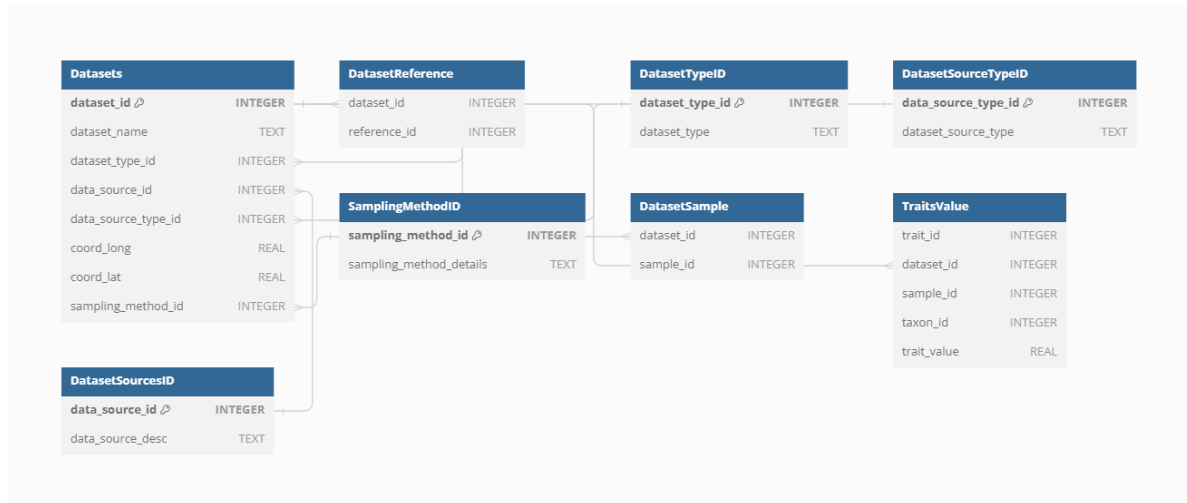 Datasets
dataset_id INTEGER
dataset_name TEXT
dataset_type_id INTEGER
data_source_id INTEGER
data_source_type_id INTEGER
coord_long REAL
coord_lat REAL
sampling_method_id INTEGER
DatasetReference
dataset_id INTEGER
reference_id INTEGER
DatasetTypeID
dataset_type_id INTEGER
dataset_type TEXT
DatasetSourceTypeID
data_source_type_id INTEGER
dataset_source_type TEXT
SamplingMethodID
sampling_method_id INTEGER
sampling_method_details TEXT
DatasetSample
dataset_id INTEGER
sample_id INTEGER
TraitsValue
trait_id INTEGER
dataset_id INTEGER
sample_id INTEGER
taxon_id INTEGER
trait_value REAL
DatasetSourcesID
data_source_id INTEGER
data_source_desc TEXT